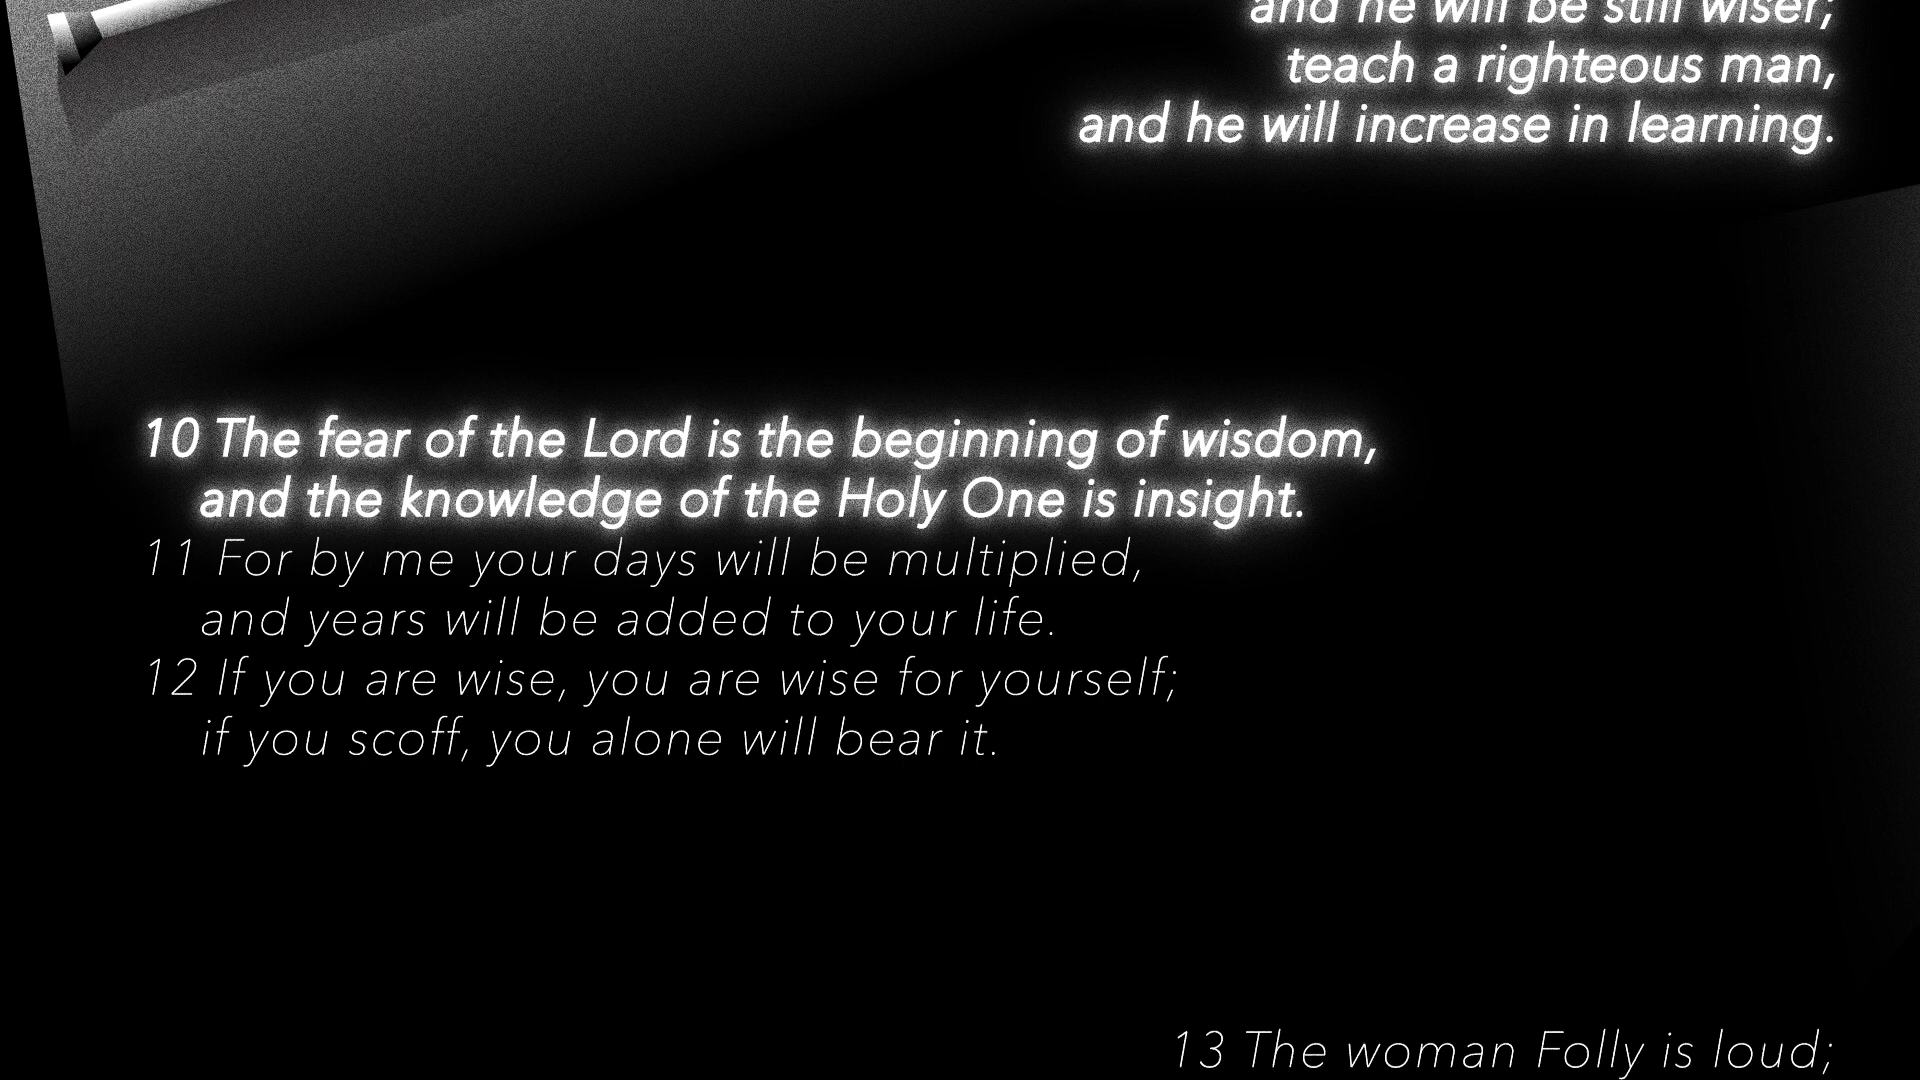 and he will be still wiser;
teach a righteous man,
and he will increase in learning.
10 The fear of the Lord is the beginning of wisdom,
and the knowledge of the Holy One is insight.
11 For by me your days will be multiplied,
and years will be added to your life.
12 If you are wise, you are wise for yourself;
if you scoff, you alone will bear it.
13 The woman Folly is loud;